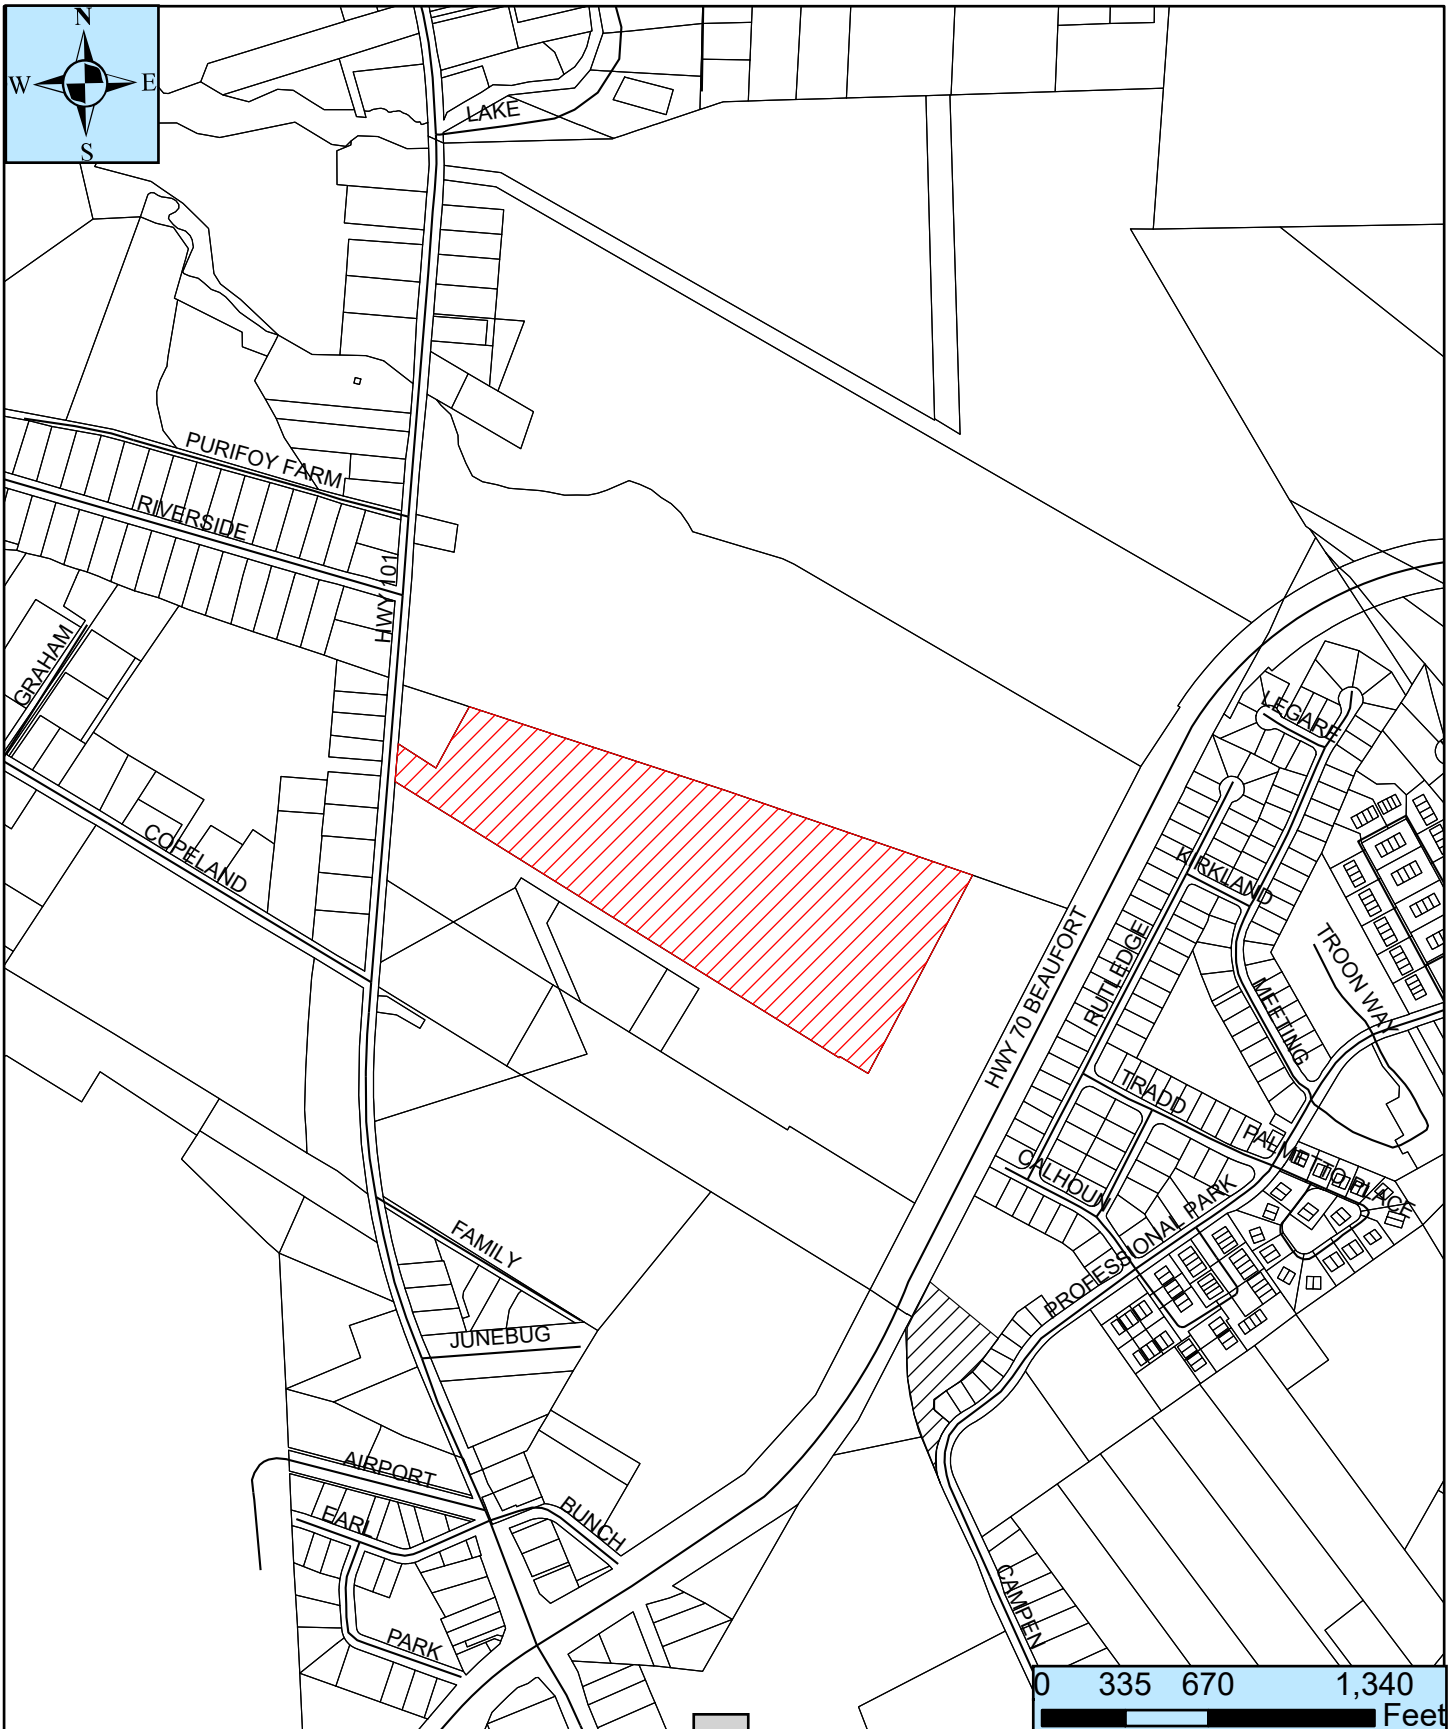 N
W E
S
LAKE
PURIFOY FARM
RIVERSIDE
HWY 101
GRAHAM
LEGARE
COPELAND
KIRKLAND
RUTLEDGE
TROON WAY
HWY 70 BEAUFORT
MEETING
TRADD
PALMETTO PLACE
CALHOUN
PROFESSIONAL PARK
FAMILY
JUNEBUG
AIRPORT
EARL
BUNCH
CAMPEN
PARK
0 335 670 1,340
Feet